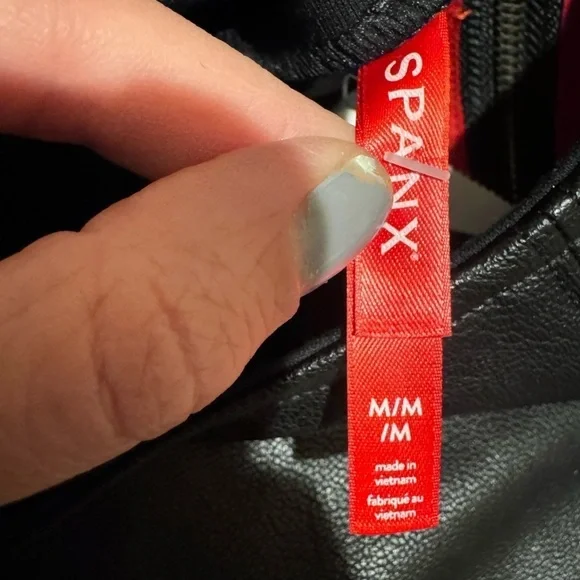 SPANX®
M/M
/M
made in
vietnam
fabriqué au
vietnam